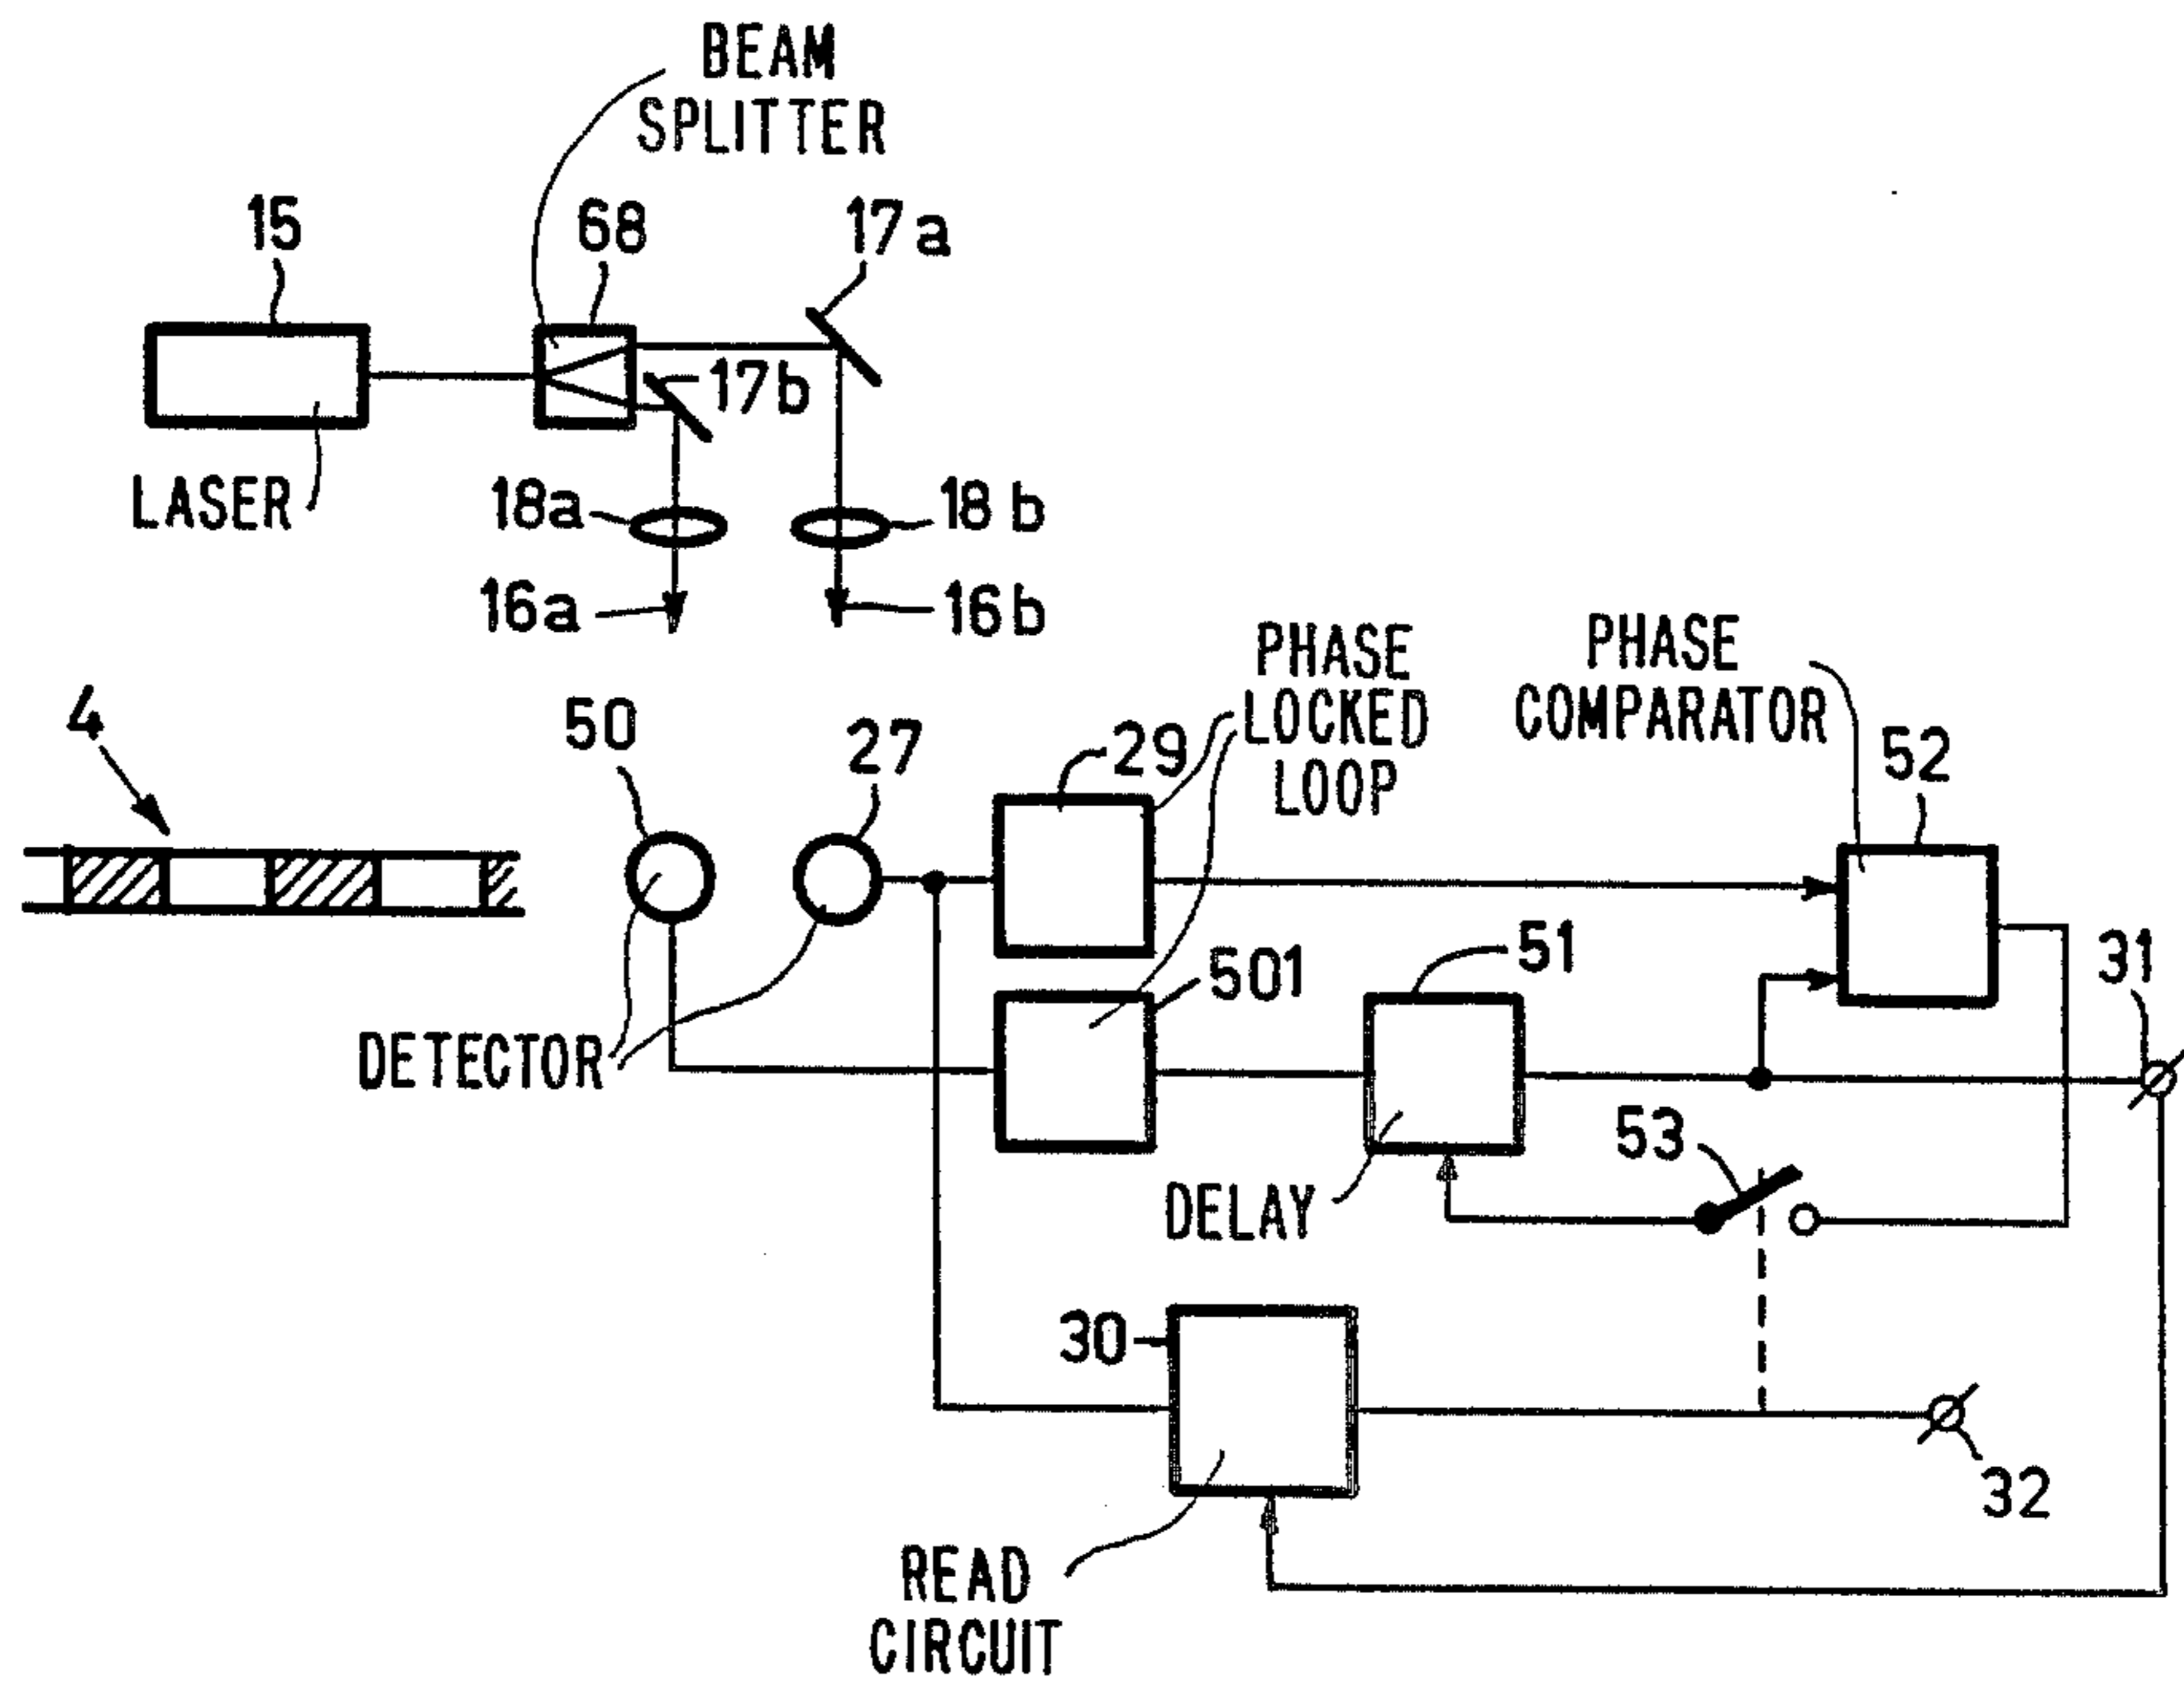 BEAM
SPLITTER
15
68
17a
17b
LASER
18a
18b
16a
16b
PHASE
LOCKED
LOOP
PHASE
COMPARATOR
4
50
27
29
52
501
51
31
DETECTOR
53
DELAY
30
32
READ
CIRCUIT